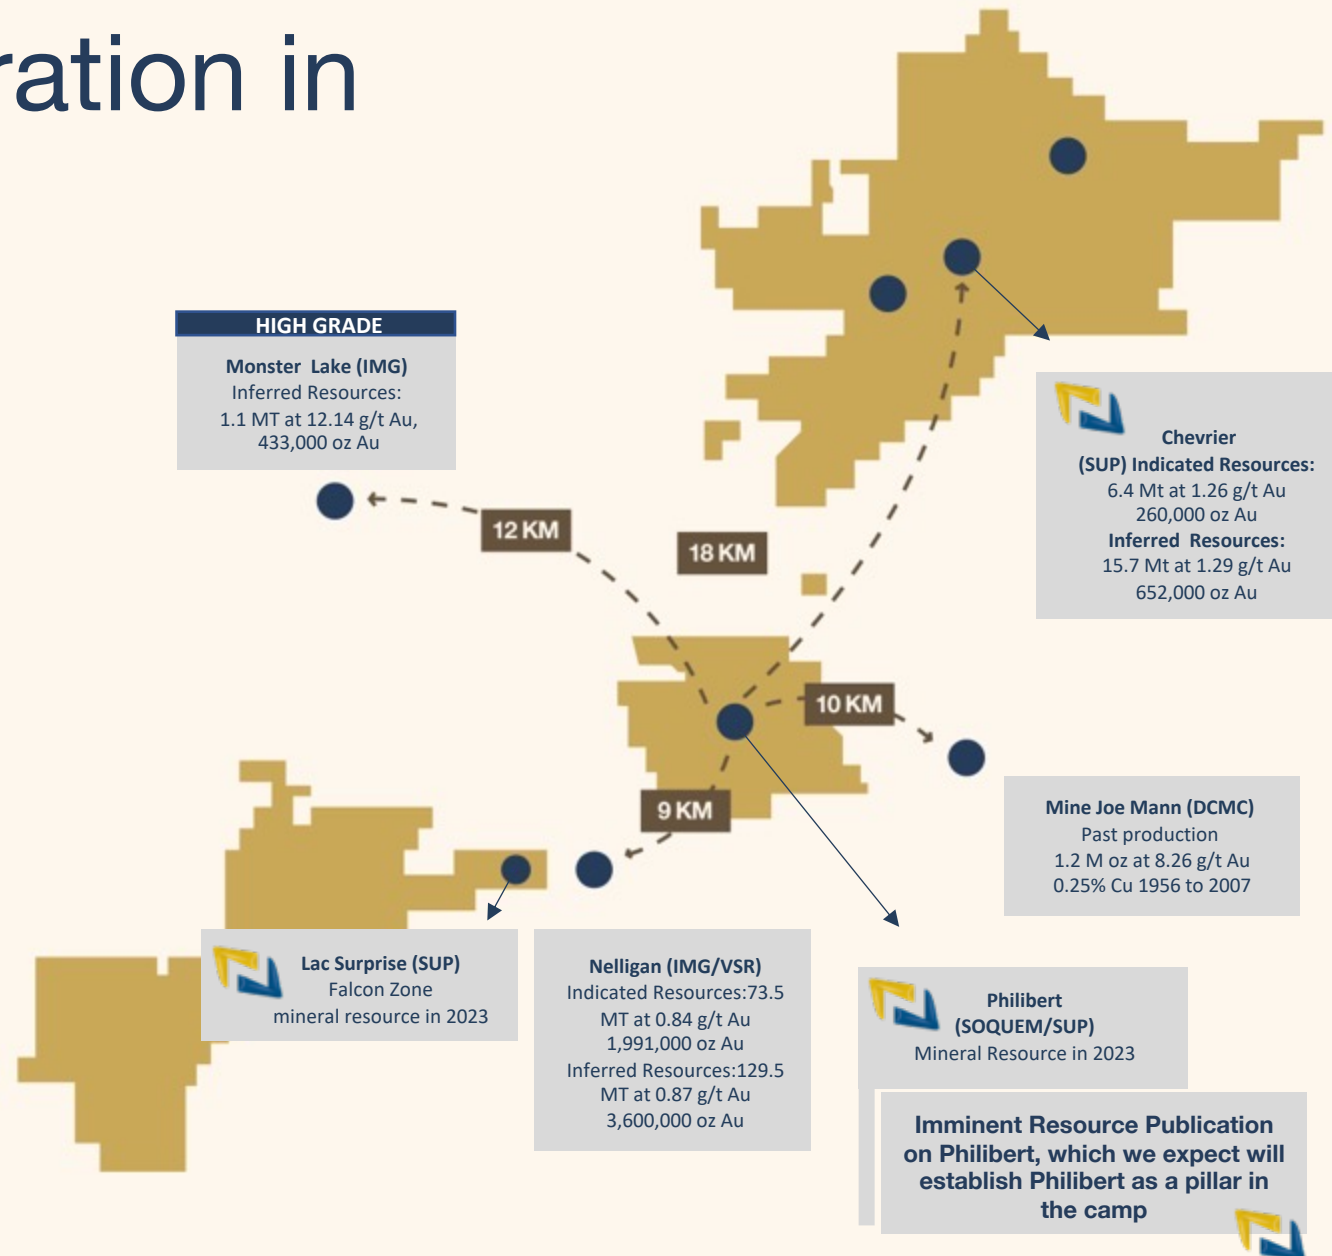 ration in
HIGH GRADE
Monster Lake (IMG)
Inferred Resources:
1.1 MT at 12.14 g/t Au,
433,000 oz Au
12 KM
18 KM
Chevrier
(SUP) Indicated Resources:
6.4 Mt at 1.26 g/t Au
260,000 oz Au
Inferred Resources:
15.7 Mt at 1.29 g/t Au
652,000 oz Au
10 KM
9 KM
Mine Joe Mann (DCMC)
Past production
1.2 M oz at 8.26 g/t Au
0.25% Cu 1956 to 2007
Lac Surprise (SUP)
Falcon Zone
mineral resource in 2023
Nelligan (IMG/VSR)
Indicated Resources:73.5
MT at 0.84 g/t Au
1,991,000 oz Au
Inferred Resources:129.5
MT at 0.87 g/t Au
3,600,000 oz Au
Philibert
(SOQUEM/SUP)
Mineral Resource in 2023
Imminent Resource Publication
on Philibert, which we expect will
establish Philibert as a pillar in
the camp